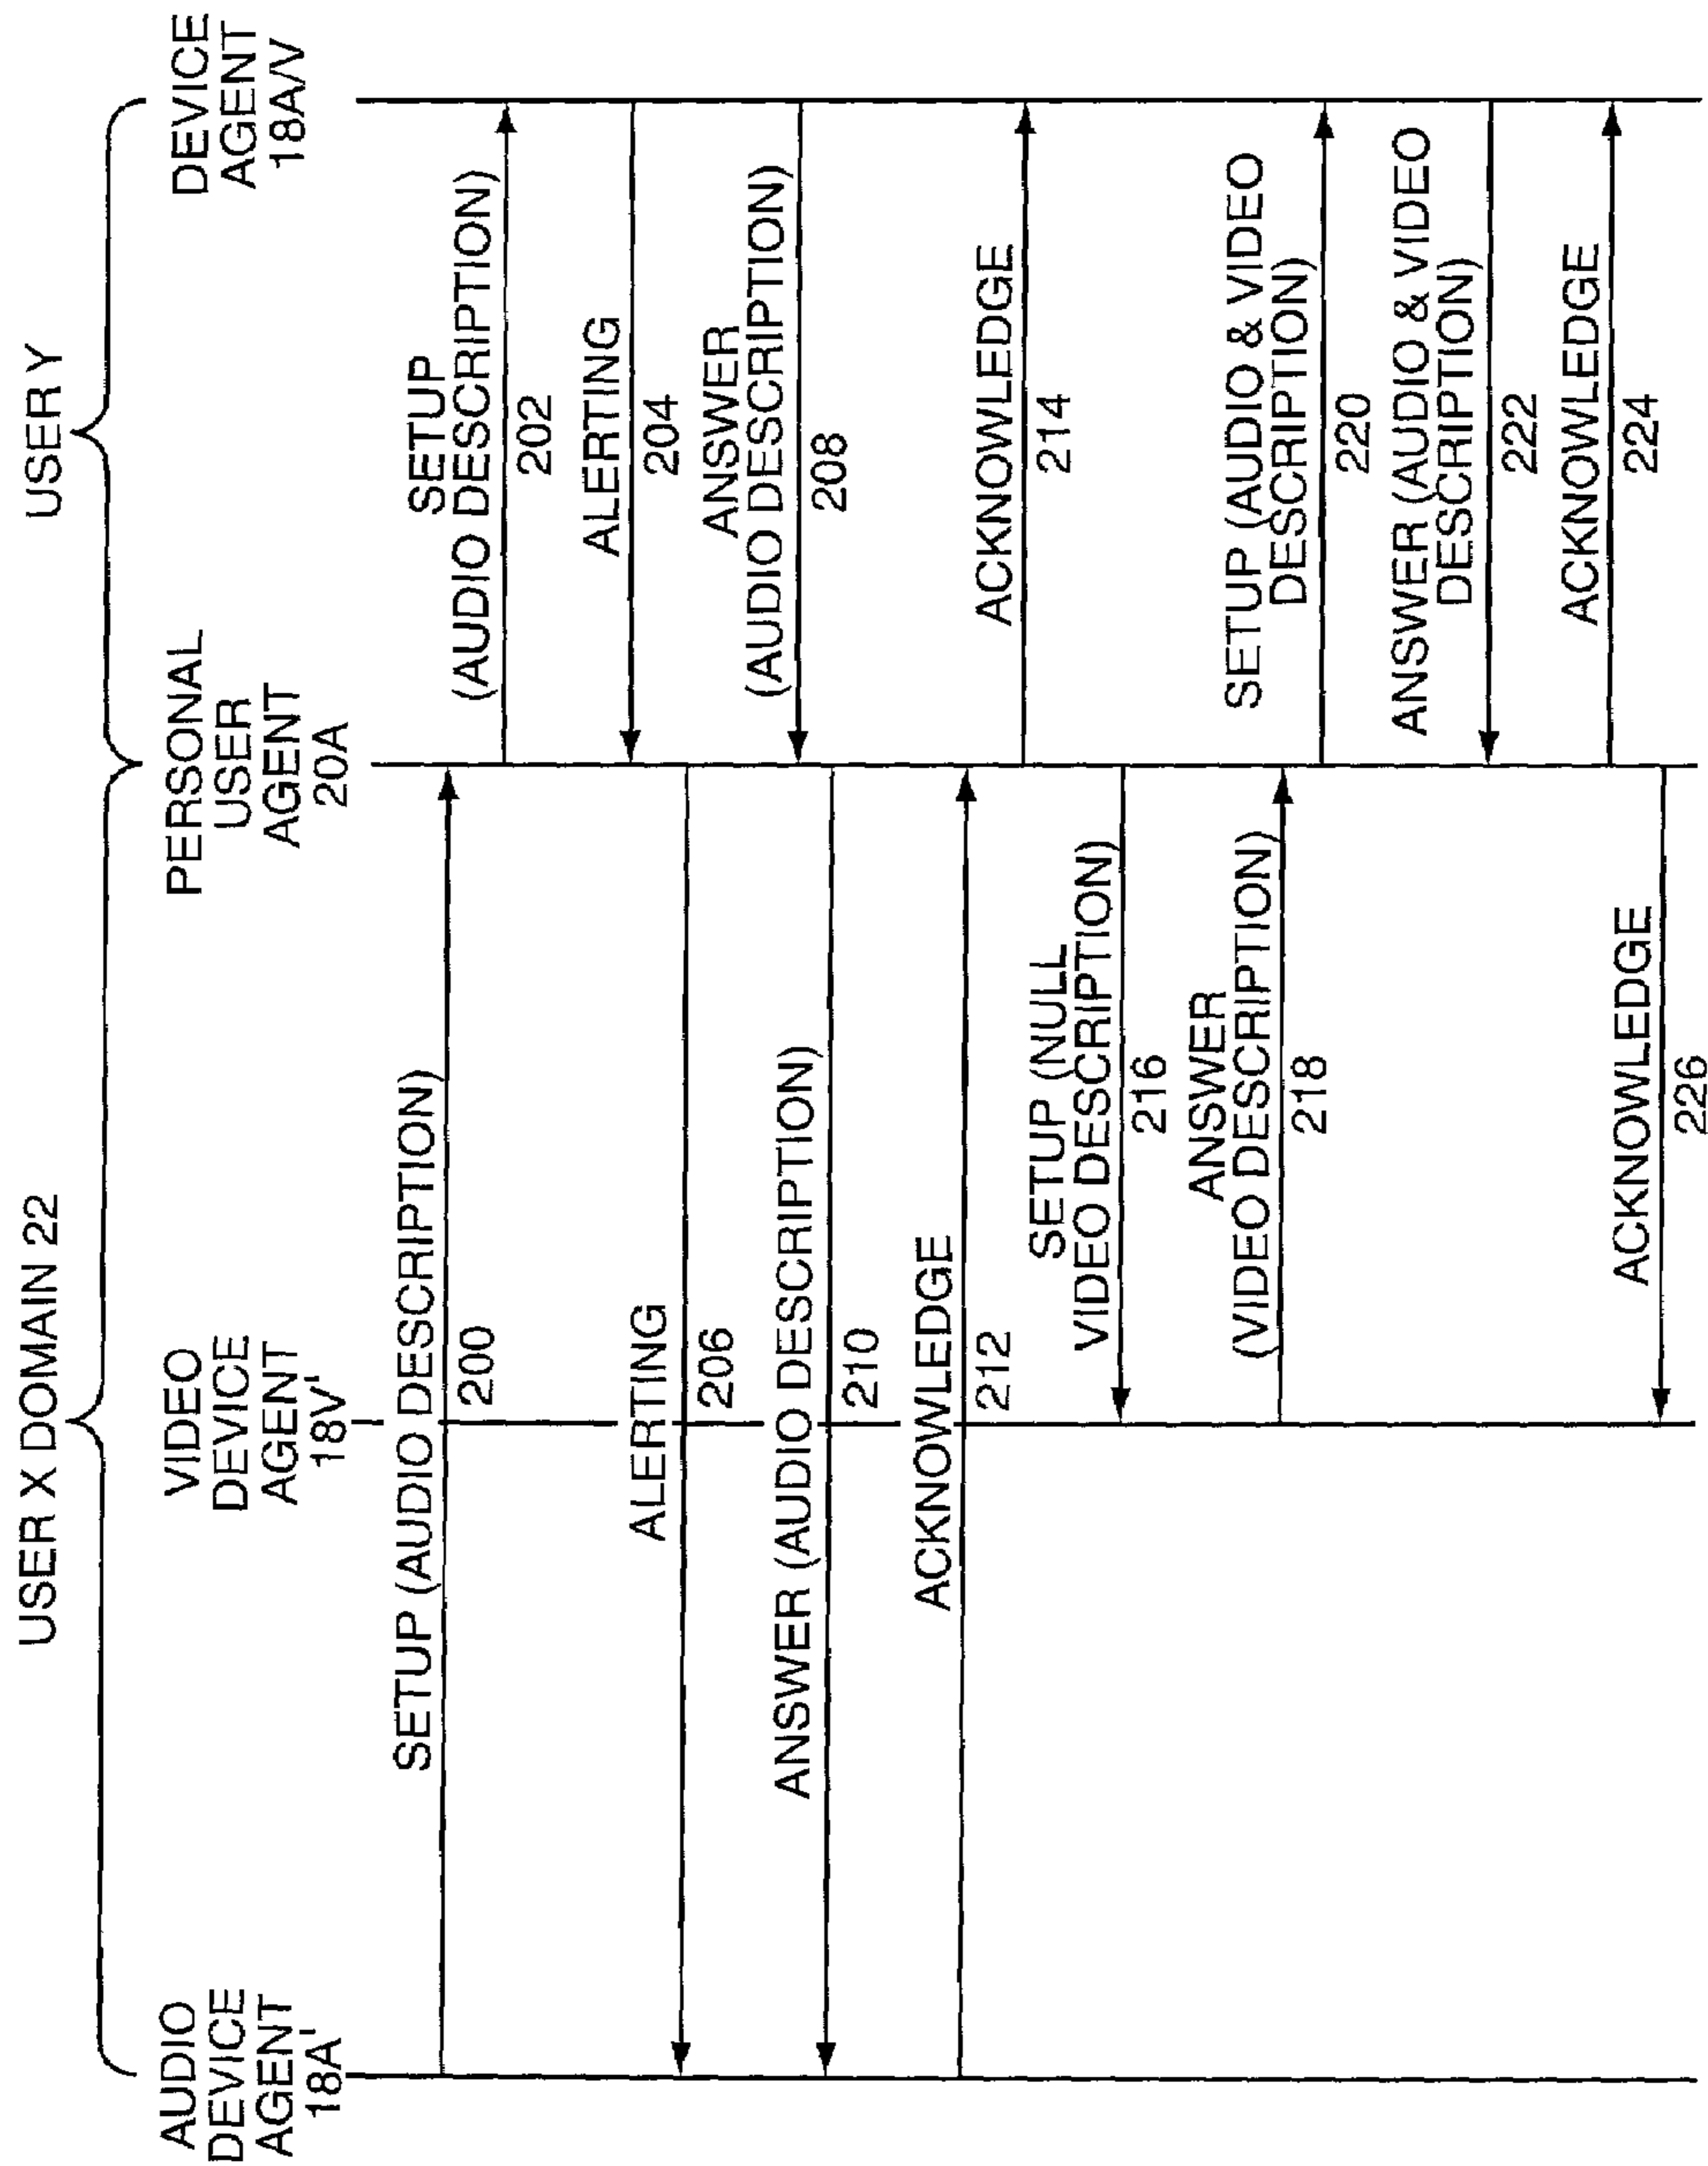 USER X DOMAIN 22
USER Y
AUDIO
DEVICE
AGENT
18A'
VIDEO
DEVICE
AGENT
18V'
PERSONAL
USER
AGENT
20A
DEVICE
AGENT
18A/V
SETUP (AUDIO DESCRIPTION)
200
SETUP
(AUDIO DESCRIPTION)
202
ALERTING
204
ALERTING
206
ANSWER
(AUDIO DESCRIPTION)
208
ANSWER (AUDIO DESCRIPTION)
210
ACKNOWLEDGE
212
ACKNOWLEDGE
214
SETUP (NULL
VIDEO DESCRIPTION)
216
ANSWER
(VIDEO DESCRIPTION)
218
SETUP (AUDIO & VIDEO
DESCRIPTION)
220
ANSWER (AUDIO & VIDEO
DESCRIPTION)
222
ACKNOWLEDGE
224
ACKNOWLEDGE
226